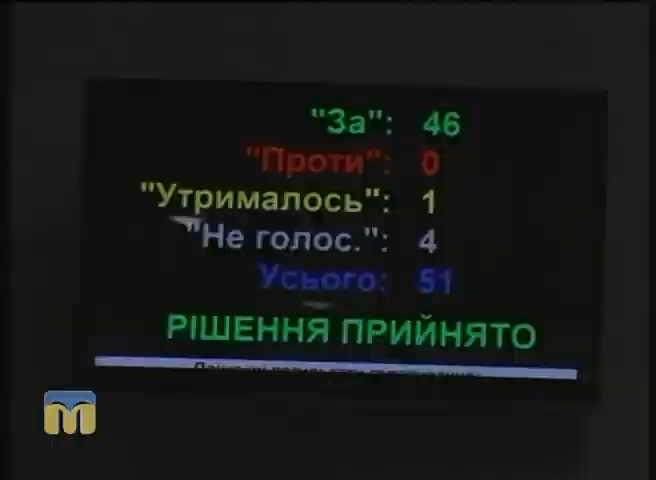 "За": 46
"Проти": 0
"Утрималось": 1
"Не голос.": 4
Усього: 51
РІШЕННЯ ПРИЙНЯТО